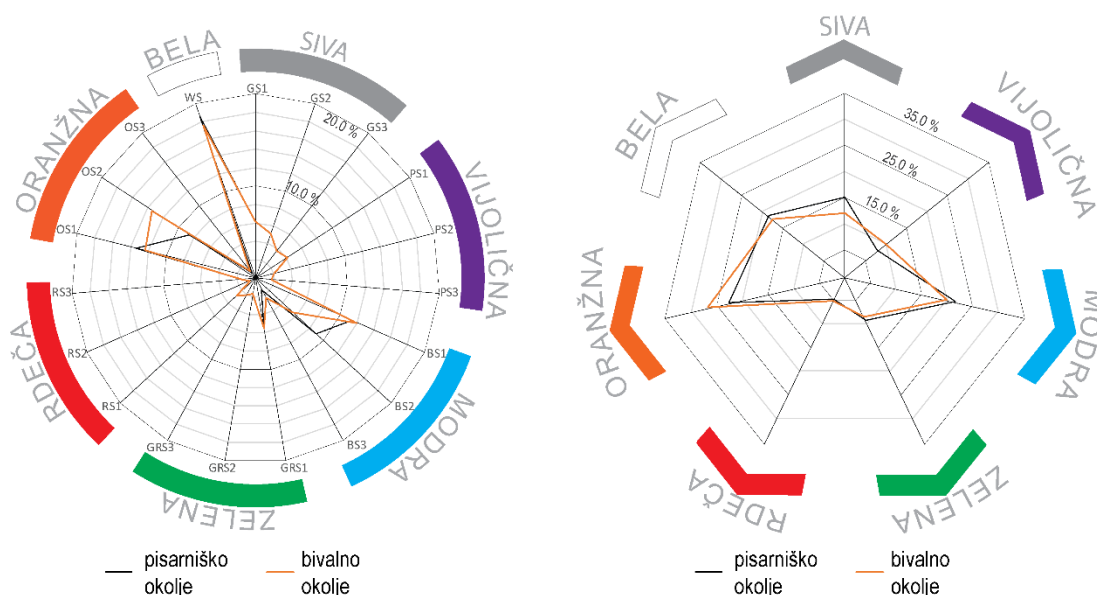 BELA
SIVA
ORANŽNA
VIJOLIČNA
RDEČA
MODRA
ZELENA
WS
GS1
GS2
GS3
PS1
PS2
PS3
BS1
BS2
BS3
GRS1
GRS2
GRS3
RS1
RS2
RS3
OS1
OS2
OS3
20.0 %
10.0 %
pisarniško
okolje
bivalno
okolje
SIVA
BELA
VIJOLIČNA
ORANŽNA
MODRA
RDEČA
ZELENA
35.0 %
25.0 %
15.0 %
pisarniško
okolje
bivalno
okolje